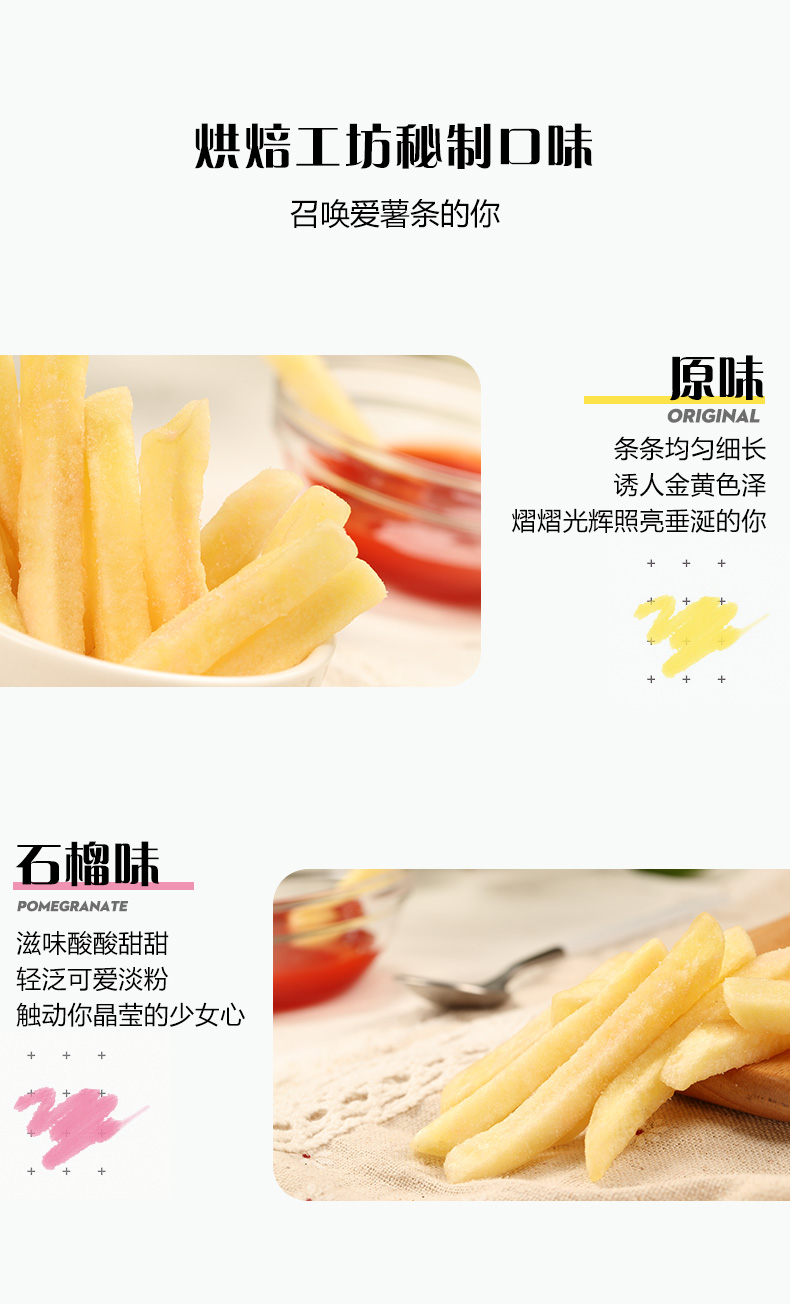 烘焙工坊秘制口味
召唤爱薯条的你
原味
ORIGINAL
条条均匀细长
诱人金黄色泽
熠熠光辉照亮垂涎的你
石榴味
POMEGRANATE
滋味酸酸甜甜
轻泛可爱淡粉
触动你晶莹的少女心